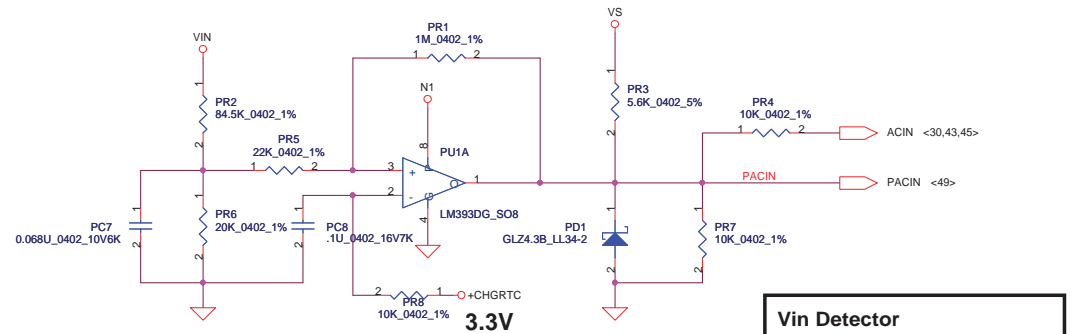 VIN
PR1
1M_0402_1%
1
2
VS
N1
1
PR2
84.5K_0402_1%
2
PR5
22K_0402_1%
1
2
8
PU1A
3
+
2
-
O
1
4
LM393DG_SO8
1
PR3
5.6K_0402_5%
2
PR4
10K_0402_1%
1
2
ACIN <30,43,45>
PACIN
PACIN <49>
1
PC7
0.068U_0402_10V6K
2
1
PR6
20K_0402_1%
2
1
PC8
.1U_0402_16V7K
2
1
PD1
GLZ4.3B_LL34-2
2
1
PR7
10K_0402_1%
2
2
1
PR8
10K_0402_1%
+CHGRTC
3.3V
Vin Detector